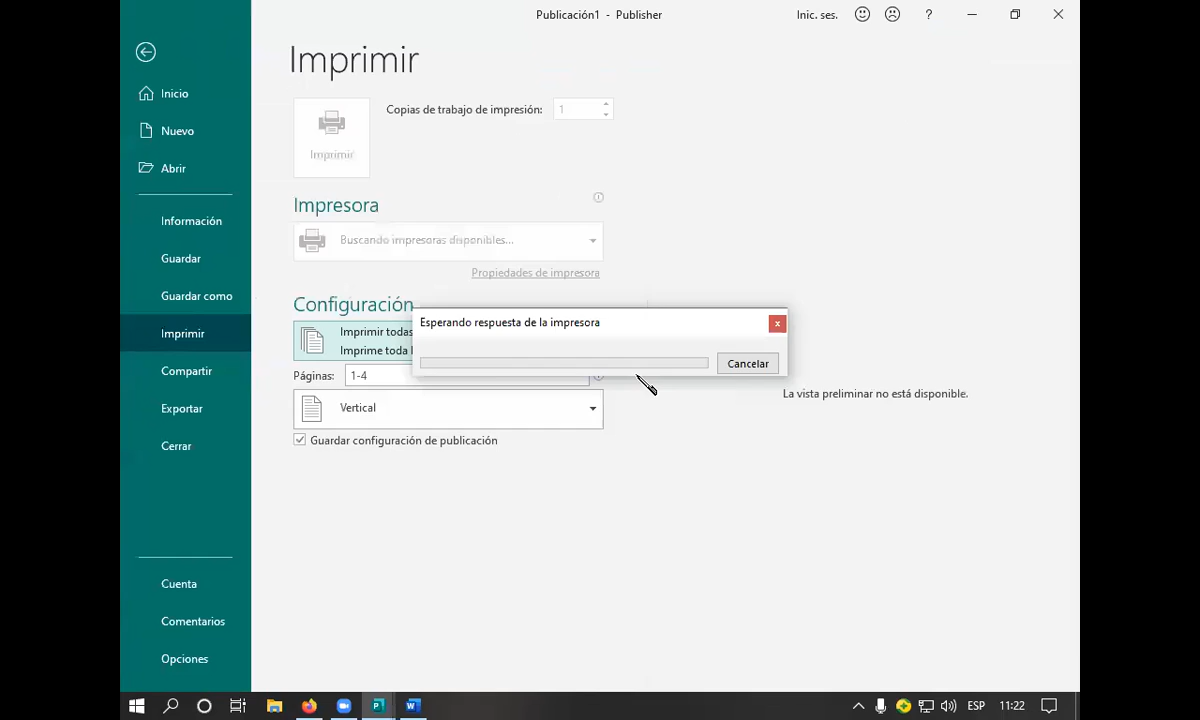 Publicación1 - Publisher
Inic. ses.
?
Imprimir
Inicio
Nuevo
Abrir
Información
Guardar
Guardar como
Imprimir
Compartir
Exportar
Cerrar
Cuenta
Comentarios
Opciones
Imprimir
Copias de trabajo de impresión: 1
Impresora
Buscando impresoras disponibles...
Propiedades de impresora
Configuración
Imprimir todas
Imprime toda
Páginas: 1-4
Vertical
Guardar configuración de publicación
Esperando respuesta de la impresora
x
Cancelar
La vista preliminar no está disponible.
ESP
11:22